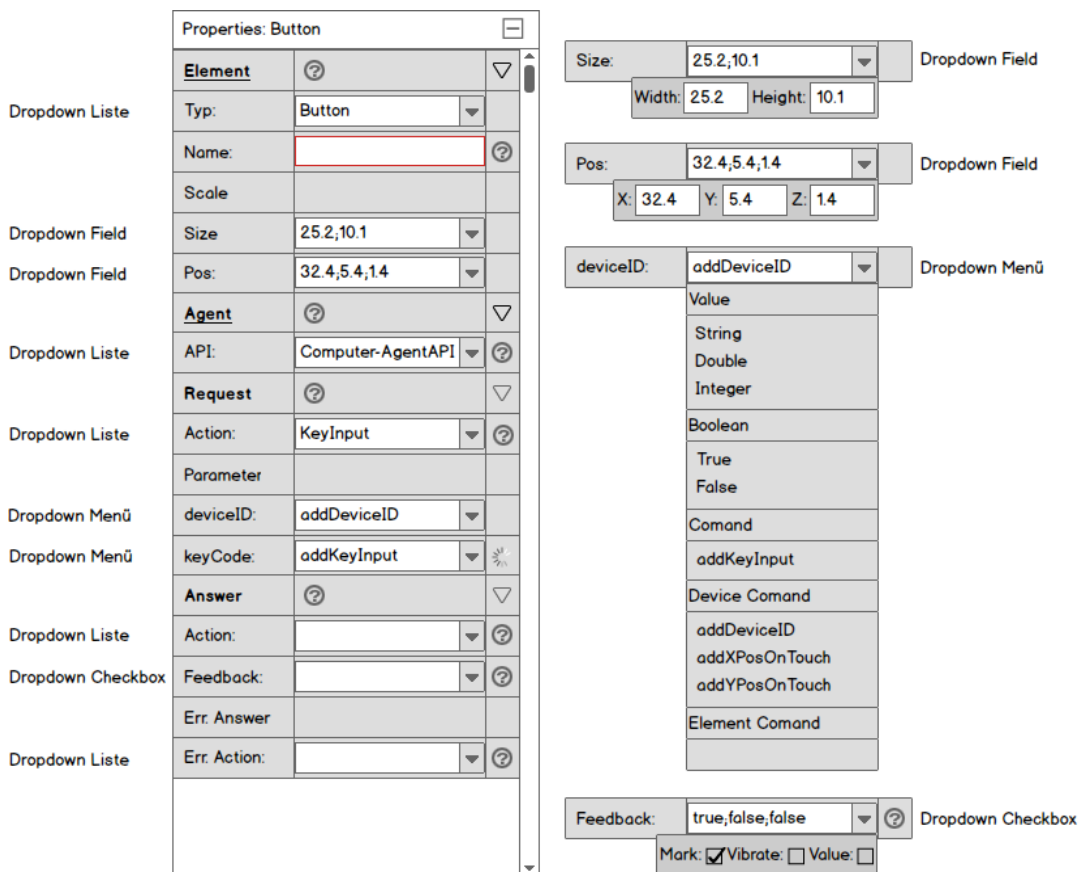 Properties: Button
Element
Dropdown Liste Typ: Button
Name:
Scale
Dropdown Field Size 25.2;10.1
Dropdown Field Pos: 32.4;5.4;1.4
Agent
Dropdown Liste API: Computer-AgentAPI
Request
Dropdown Liste Action: KeyInput
Parameter
Dropdown Menü deviceID: addDeviceID
Dropdown Menü keyCode: addKeyInput
Answer
Dropdown Liste Action:
Dropdown Checkbox Feedback:
Err. Answer
Dropdown Liste Err. Action:
Size: 25.2;10.1 Dropdown Field
Width: 25.2 Height: 10.1
Pos: 32.4;5.4;1.4 Dropdown Field
X: 32.4 Y: 5.4 Z: 1.4
deviceID: addDeviceID Dropdown Menü
Value
String
Double
Integer
Boolean
True
False
Comand
addKeyInput
Device Comand
addDeviceID
addXPosOnTouch
addYPosOnTouch
Element Comand
Feedback: true;false;false Dropdown Checkbox
Mark: Vibrate: Value: